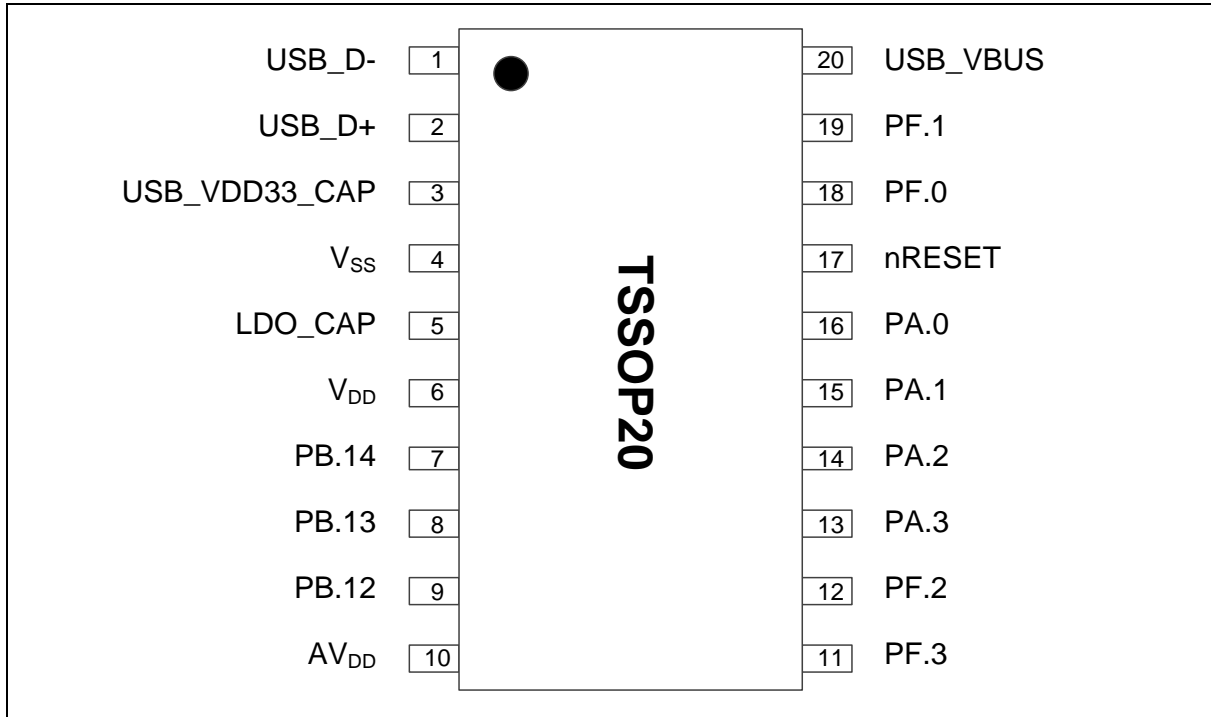 USB_D- 1
USB_D+ 2
USB_VDD33_CAP 3
VSS 4
LDO_CAP 5
VDD 6
PB.14 7
PB.13 8
PB.12 9
AVDD 10
TSSOP20
20 USB_VBUS
19 PF.1
18 PF.0
17 nRESET
16 PA.0
15 PA.1
14 PA.2
13 PA.3
12 PF.2
11 PF.3